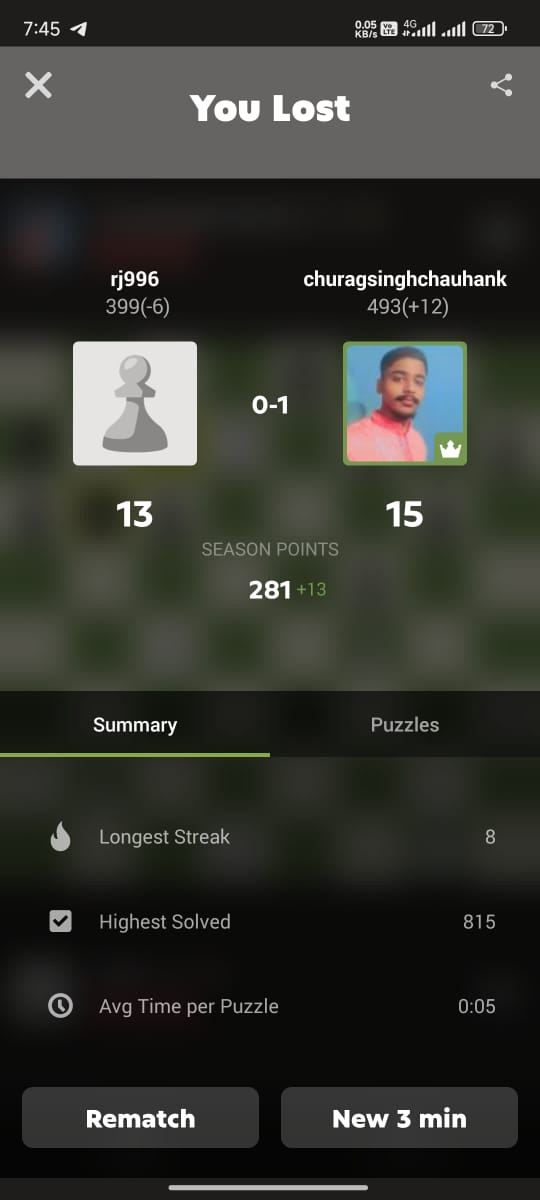 7:45
0.05 KB/s Vo LTE 4G 72
You Lost
rj996
399(-6)
churagsinghchauhank
493(+12)
0-1
13
15
SEASON POINTS
281 +13
Summary
Puzzles
Longest Streak 8
Highest Solved 815
Avg Time per Puzzle 0:05
Rematch
New 3 min